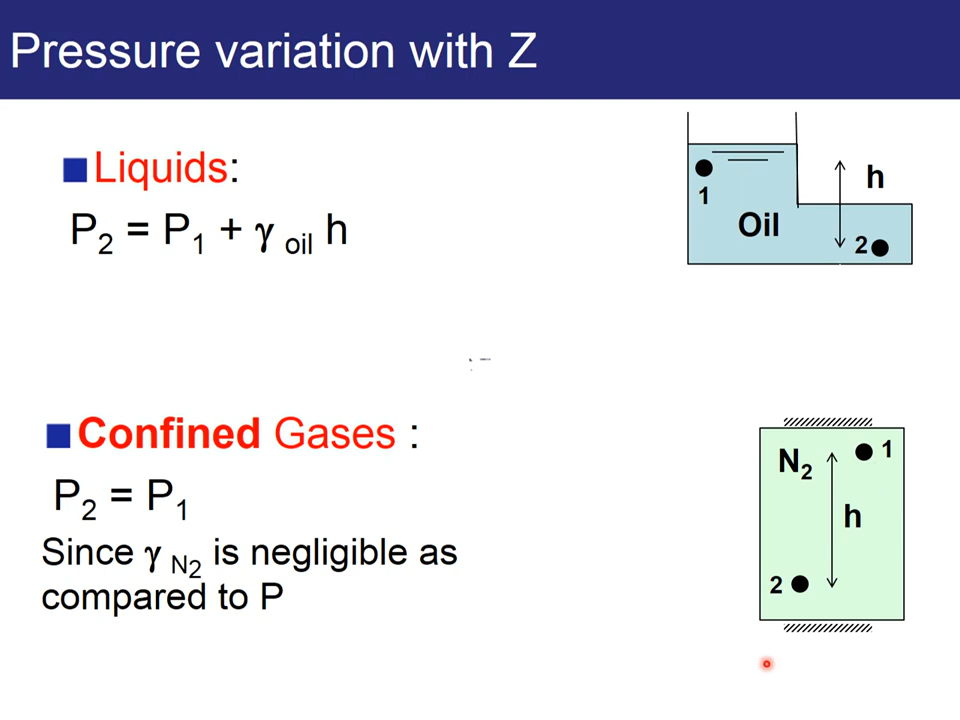 Pressure variation with Z
Liquids:
P₂ = P₁ + γ oil h
1
Oil
h
2
Confined Gases :
P₂ = P₁
Since γ N₂ is negligible as
compared to P
N₂
1
h
2